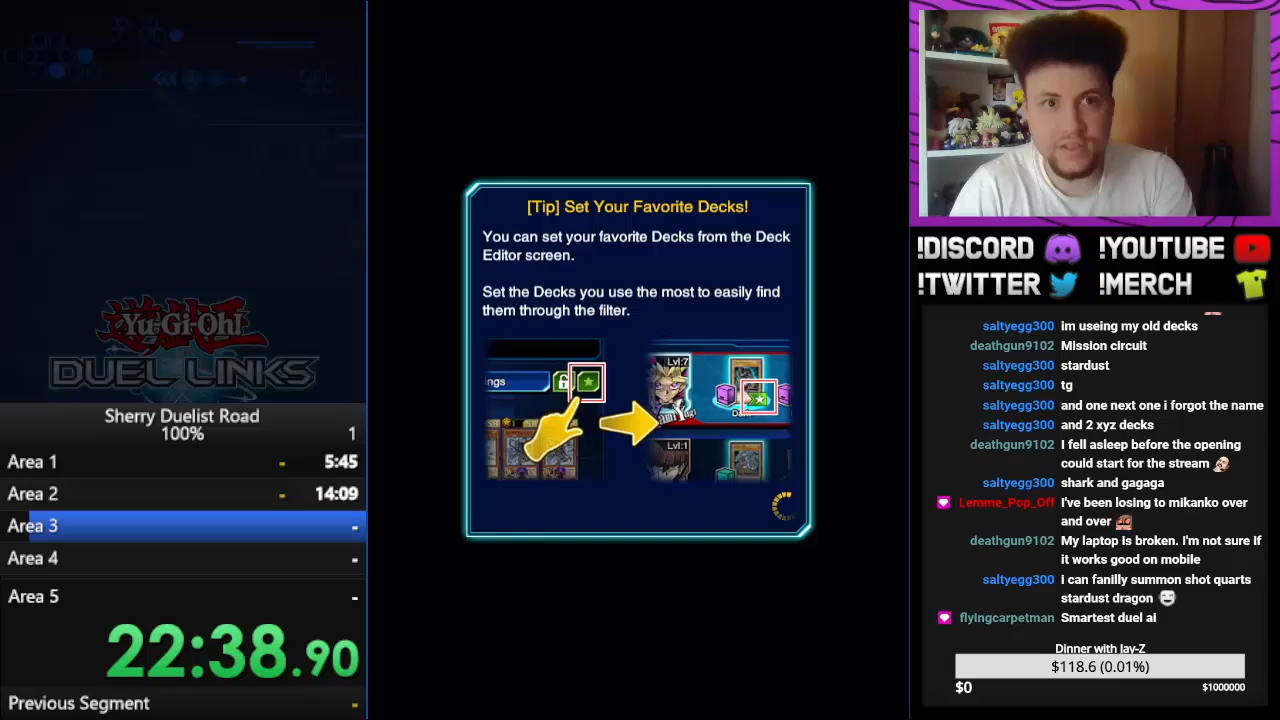 Yu-Gi-Oh!
DUEL LINKS
Sherry Duelist Road
100%
1
Area 1
-
5:45
Area 2
-
14:09
Area 3
-
Area 4
-
Area 5
-
22:38.90
Previous Segment
-
[Tip] Set Your Favorite Decks!
You can set your favorite Decks from the Deck
Editor screen.
Set the Decks you use the most to easily find
them through the filter.
ngs
Lvl:7
Lvl:1
!DISCORD
!YOUTUBE
!TWITTER
!MERCH
saltyegg300 im useing my old decks
deathgun9102 Mission circuit
saltyegg300 stardust
saltyegg300 tg
saltyegg300 and one next one i forgot the name
saltyegg300 and 2 xyz decks
deathgun9102 I fell asleep before the opening
could start for the stream
saltyegg300 shark and gagaga
Lemme_Pop_Off I've been losing to mikanko over
and over
deathgun9102 My laptop is broken. I'm not sure if
it works good on mobile
saltyegg300 I can fanilly summon shot quarts
stardust dragon
flyingcarpetman Smartest duel ai
Dinner with Jay-Z
$118.6 (0.01%)
$0
$1000000